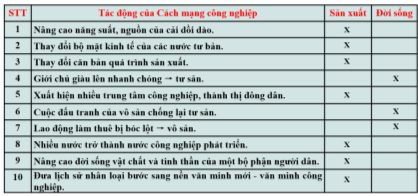 STT Tác động của Cách mạng công nghiệp Sản xuất Đời sống
1 Nâng cao năng suất, nguồn của cải dồi dào. X
2 Thay đổi bộ mặt kinh tế của các nước tư bản. X
3 Thay đổi căn bản quá trình sản xuất. X
4 Giới chủ giàu lên nhanh chóng → tư sản. X
5 Xuất hiện nhiều trung tâm công nghiệp, thành thị đông dân. X
6 Cuộc đấu tranh của vô sản chống lại tư sản. X
7 Lao động làm thuê bị bóc lột → vô sản. X
8 Nhiều nước trở thành nước công nghiệp phát triển. X
9 Nâng cao đời sống vật chất và tinh thần của một bộ phận người dân. X
10 Đưa lịch sử nhân loại bước sang nền văn minh mới - văn minh công X
nghiệp.